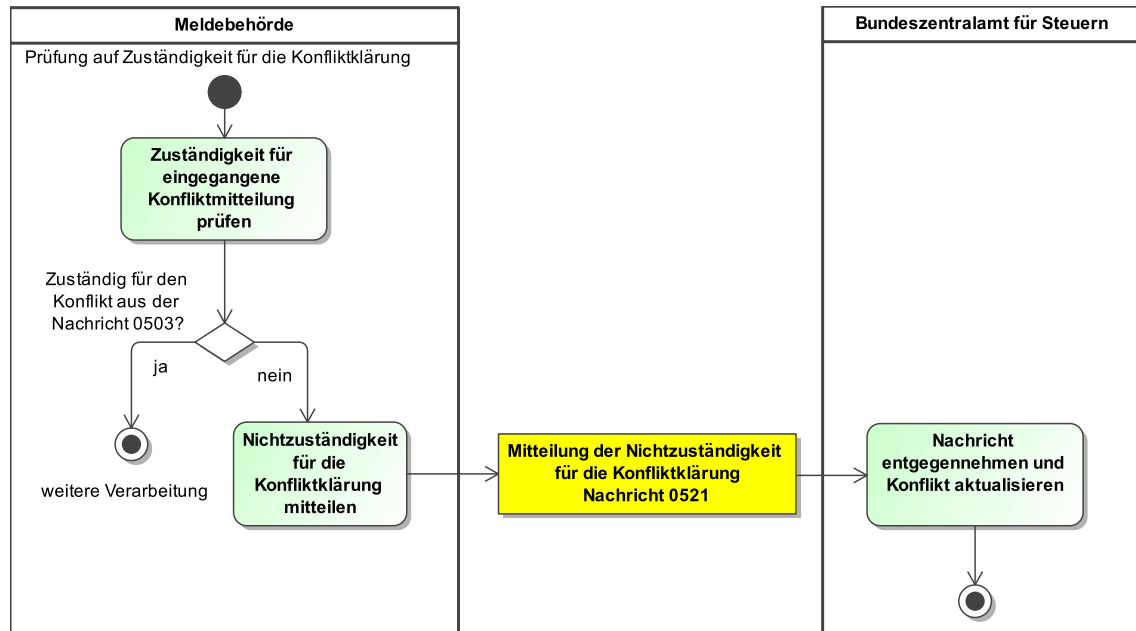 Meldebehörde
Bundeszentralamt für Steuern
Prüfung auf Zuständigkeit für die Konfliktklärung
Zuständigkeit für
eingegangene
Konfliktmitteilung
prüfen
Zuständig für den
Konflikt aus der
Nachricht 0503?
ja
nein
weitere Verarbeitung
Nichtzuständigkeit
für die
Konfliktklärung
mitteilen
Mitteilung der Nichtzuständigkeit
für die Konfliktklärung
Nachricht 0521
Nachricht
entgegennehmen und
Konflikt aktualisieren